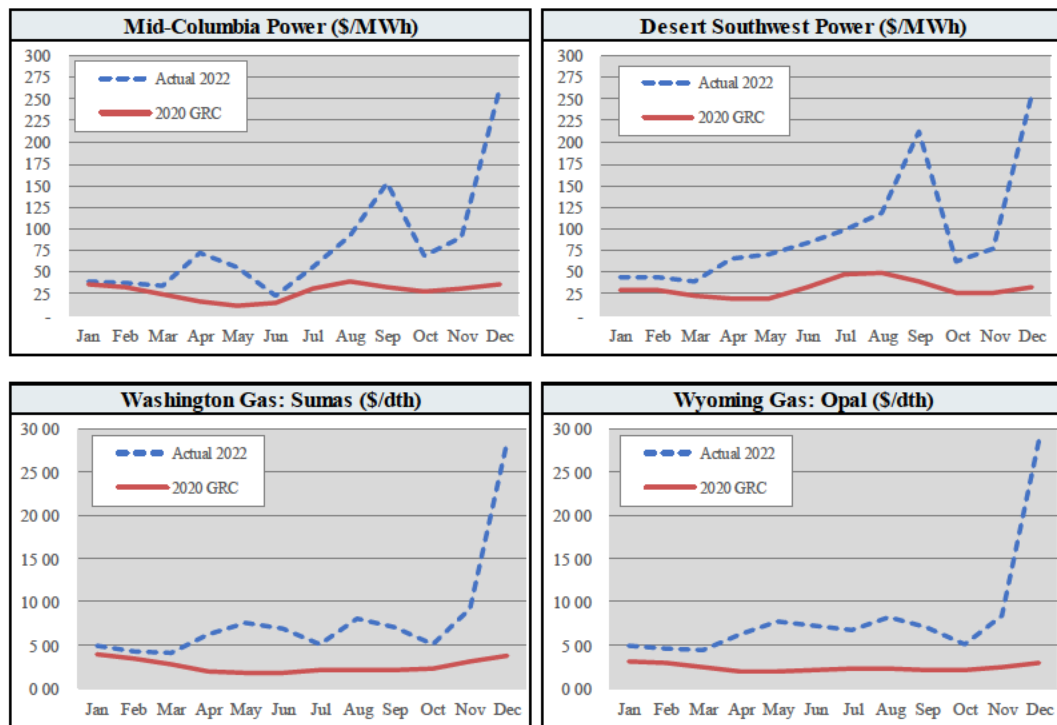 Mid-Columbia Power ($/MWh)
300
275
250
225
200
175
150
125
100
75
50
25
-
Actual 2022
2020 GRC
Jan Feb Mar Apr May Jun Jul Aug Sep Oct Nov Dec
Desert Southwest Power ($/MWh)
300
275
250
225
200
175
150
125
100
75
50
25
-
Actual 2022
2020 GRC
Jan Feb Mar Apr May Jun Jul Aug Sep Oct Nov Dec
Washington Gas: Sumas ($/dth)
30 00
25 00
20 00
15 00
10 00
5 00
0 00
Actual 2022
2020 GRC
Jan Feb Mar Apr May Jun Jul Aug Sep Oct Nov Dec
Wyoming Gas: Opal ($/dth)
30 00
25 00
20 00
15 00
10 00
5 00
0 00
Actual 2022
2020 GRC
Jan Feb Mar Apr May Jun Jul Aug Sep Oct Nov Dec